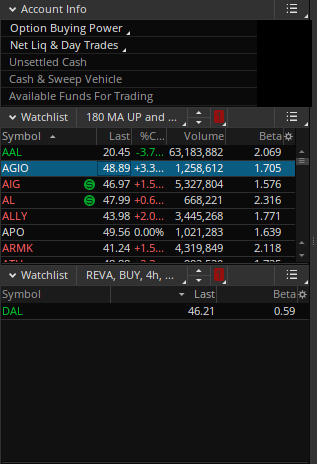 Account Info
Option Buying Power
Net Liq & Day Trades
Unsettled Cash
Cash & Sweep Vehicle
Available Funds For Trading
Watchlist 180 MA UP and ...
Symbol Last %C... Volume Beta
AAL 20.45 -3.7... 63,183,882 2.069
AGIO 48.89 +3.3... 1,258,612 1.705
AIG 46.97 +1.5... 5,327,804 1.576
AL 47.99 +0.6... 668,221 2.316
ALLY 43.98 +2.0... 3,445,268 1.771
APO 49.56 0.00% 1,021,283 1.639
ARMK 41.24 +1.5... 4,319,849 2.118
Watchlist REVA, BUY, 4h, ...
Symbol Last Beta
DAL 46.21 0.59